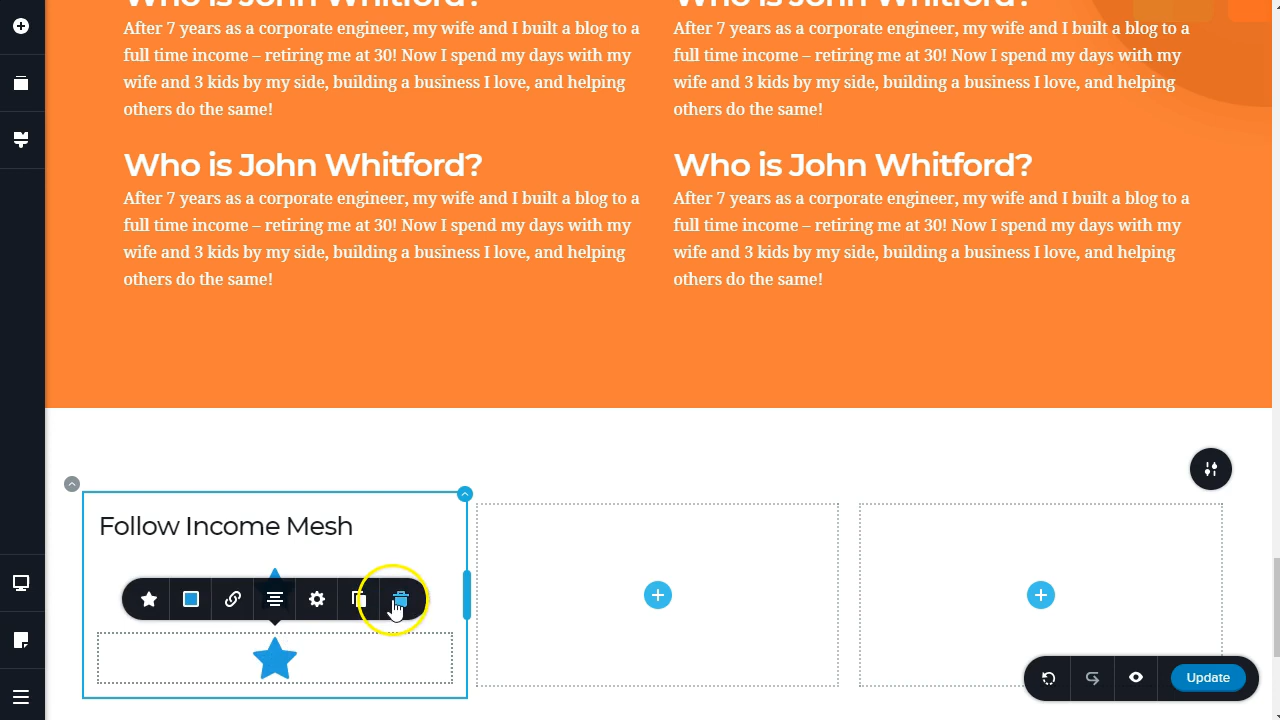 Who is John Whitford?
After 7 years as a corporate engineer, my wife and I built a blog to a
full time income – retiring me at 30! Now I spend my days with my
wife and 3 kids by my side, building a business I love, and helping
others do the same!
Who is John Whitford?
After 7 years as a corporate engineer, my wife and I built a blog to a
full time income – retiring me at 30! Now I spend my days with my
wife and 3 kids by my side, building a business I love, and helping
others do the same!
Who is John Whitford?
After 7 years as a corporate engineer, my wife and I built a blog to a
full time income – retiring me at 30! Now I spend my days with my
wife and 3 kids by my side, building a business I love, and helping
others do the same!
Who is John Whitford?
After 7 years as a corporate engineer, my wife and I built a blog to a
full time income – retiring me at 30! Now I spend my days with my
wife and 3 kids by my side, building a business I love, and helping
others do the same!
Follow Income Mesh
Update